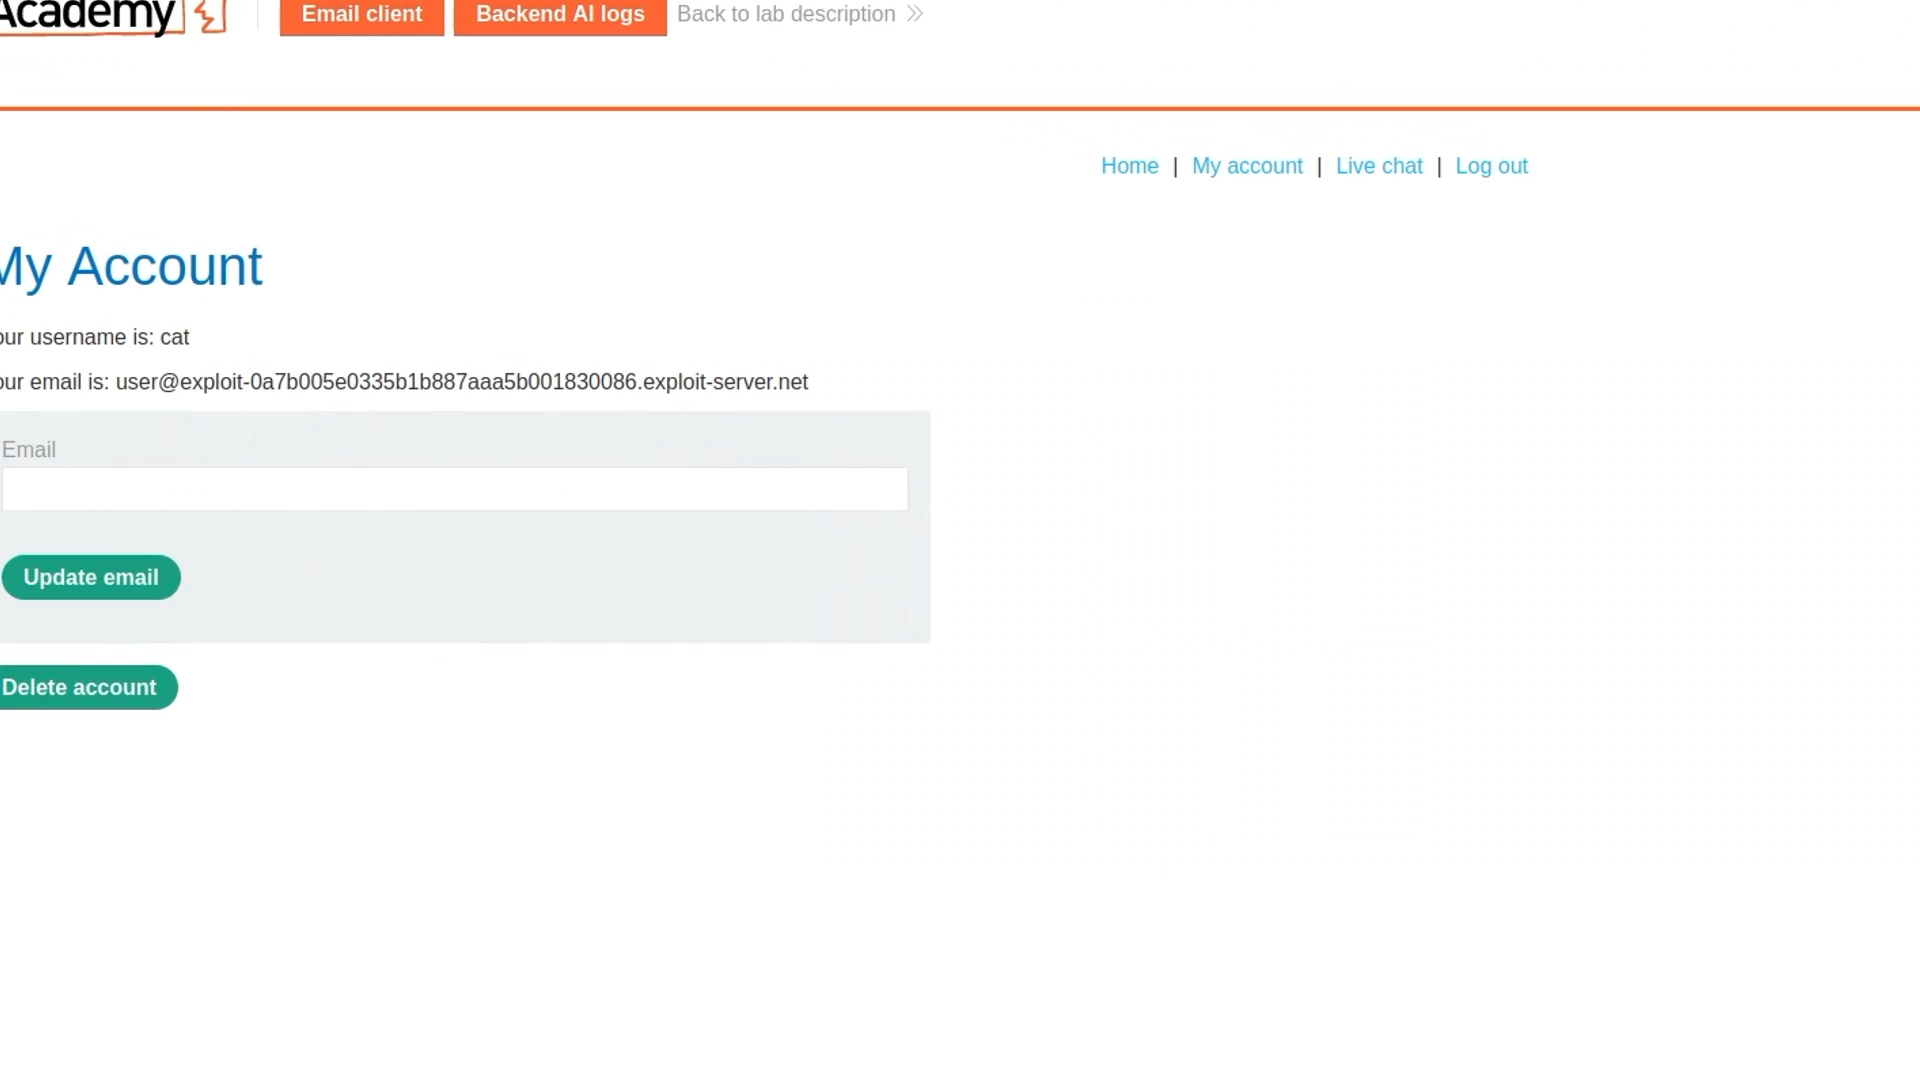 Academy
Email client Backend AI logs Back to lab description
Home | My account | Live chat | Log out
My Account
our username is: cat
our email is: user@exploit-0a7b005e0335b1b887aaa5b001830086.exploit-server.net
Email
Update email
Delete account